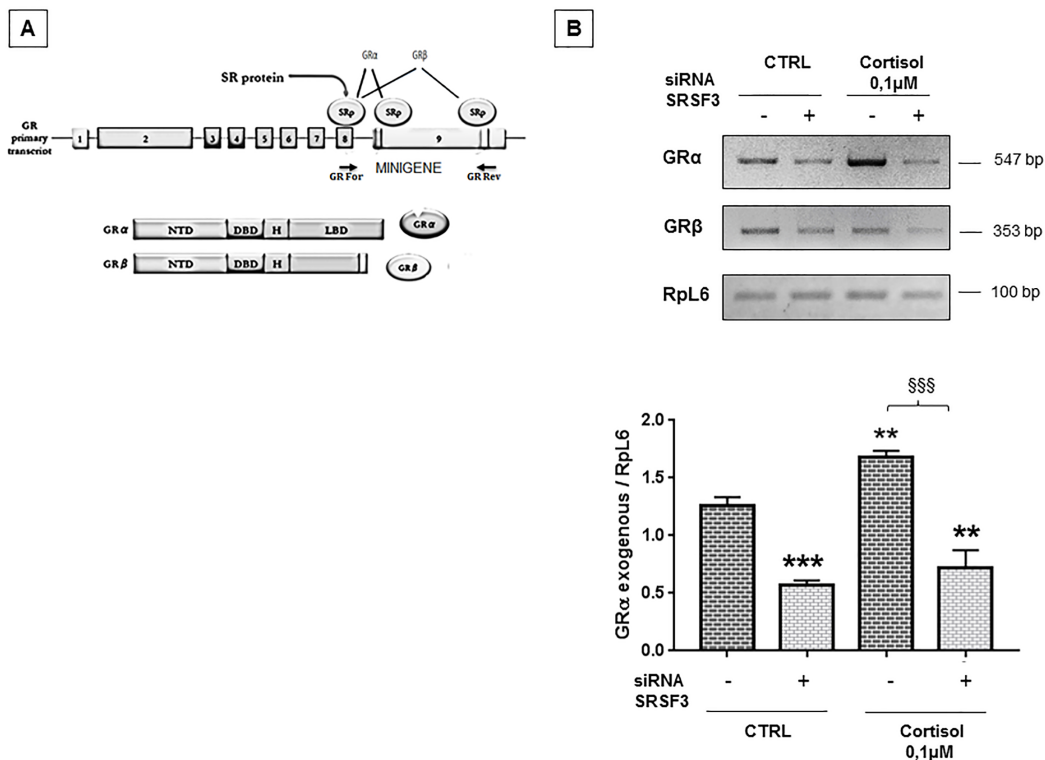 A
GRα GRβ
SR protein
SRp SRp SRp
GR
primary
transcript
1 2 3 4 5 6 7 8 9
GR For MINIGENE GR Rev
GRα NTD DBD H LBD GRα
GRβ NTD DBD H GRβ
B
CTRL Cortisol
0,1µM
siRNA
SRSF3
- + - +
GRα 547 bp
GRβ 353 bp
RpL6 100 bp
§§§
GRα exogenous / RpL6
2.0
1.5
1.0
0.5
0.0
**
***
**
siRNA
SRSF3
- + - +
CTRL Cortisol
0,1µM